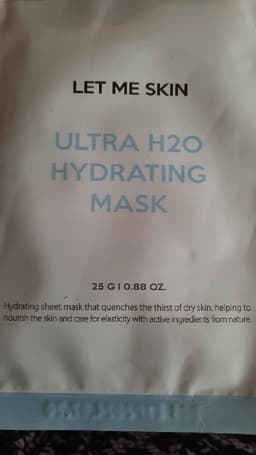 LET ME SKIN
ULTRA H2O
HYDRATING
MASK
25 G I 0.88 OZ.
Hydrating sheet mask that quenches the thirst of dry skin, helping to
nourish the skin and care for elasticity with active ingredients from nature.